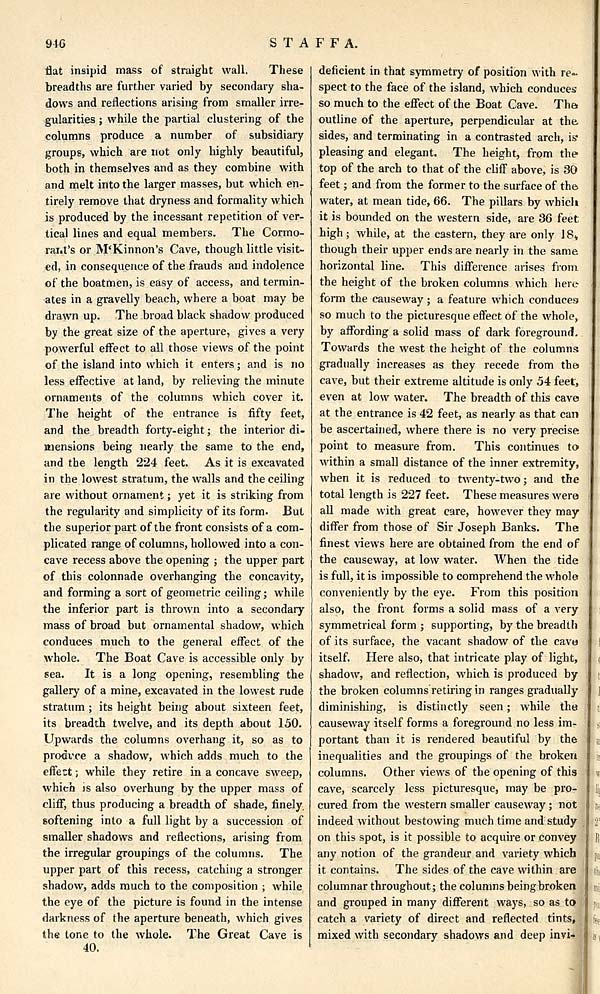 946
STAFFA.
flat insipid mass of straight wall. These
breadths are further varied by secondary sha-
dows and reflections arising from smaller irre-
gularities; while the partial clustering of the
columns produce a number of subsidiary
groups, which are not only highly beautiful,
both in themselves and as they combine with
and melt into the larger masses, but which en-
tirely remove that dryness and formality which
is produced by the incessant repetition of ver-
tical lines and equal members. The Cormo-
rant's or M'Kinnon's Cave, though little visit-
ed, in consequence of the frauds and indolence
of the boatmen, is easy of access, and termin-
ates in a gravelly beach, where a boat may be
drawn up. The broad black shadow produced
by the great size of the aperture, gives a very
powerful effect to all those views of the point
of the island into which it enters; and is no
less effective at land, by relieving the minute
ornaments of the columns which cover it.
The height of the entrance is fifty feet,
and the breadth forty-eight; the interior di-
mensions being nearly the same to the end,
and the length 224 feet. As it is excavated
in the lowest stratum, the walls and the ceiling
are without ornament; yet it is striking from
the regularity and simplicity of its form. But
the superior part of the front consists of a com-
plicated range of columns, hollowed into a con-
cave recess above the opening; the upper part
of this colonnade overhanging the concavity,
and forming a sort of geometric ceiling; while
the inferior part is thrown into a secondary
mass of broad but ornamental shadow, which
conduces much to the general effect of the
whole. The Boat Cave is accessible only by
sea. It is a long opening, resembling the
gallery of a mine, excavated in the lowest rude
stratum; its height being about sixteen feet,
its breadth twelve, and its depth about 150.
Upwards the columns overhang it, so as to
produce a shadow, which adds much to the
effect; while they retire in a concave sweep,
which is also overhung by the upper mass of
cliff, thus producing a breadth of shade, finely
softening into a full light by a succession of
smaller shadows and reflections, arising from
the irregular groupings of the columns. The
upper part of this recess, catching a stronger
shadow, adds much to the composition; while
the eye of the picture is found in the intense
darkness of the aperture beneath, which gives
the tone to the whole. The Great Cave is
40.
deficient in that symmetry of position with re-
spect to the face of the island, which conduces
so much to the effect of the Boat Cave. The
outline of the aperture, perpendicular at the
sides, and terminating in a contrasted arch, is
pleasing and elegant. The height, from the
top of the arch to that of the cliff above, is 30
feet; and from the former to the surface of the
water, at mean tide, 66. The pillars by which
it is bounded on the western side, are 36 feet
high; while, at the eastern, they are only 18,
though their upper ends are nearly in the same
horizontal line. This difference arises from
the height of the broken columns which here
form the causeway; a feature which conduces
so much to the picturesque effect of the whole,
by affording a solid mass of dark foreground.
Towards the west the height of the columns
gradually increases as they recede from the
cave, but their extreme altitude is only 54 feet,
even at low water. The breadth of this cave
at the entrance is 42 feet, as nearly as that can
be ascertained, where there is no very precise
point to measure from. This continues to
within a small distance of the inner extremity,
when it is reduced to twenty-two; and the
total length is 227 feet. These measures were
all made with great care, however they may
differ from those of Sir Joseph Banks. The
finest views here are obtained from the end of
the causeway, at low water. When the tide
is full, it is impossible to comprehend the whole
conveniently by the eye. From this position
also, the front forms a solid mass of a very
symmetrical form; supporting, by the breadth
of its surface, the vacant shadow of the cave
itself. Here also, that intricate play of light,
shadow, and reflection, which is produced by
the broken columns retiring in ranges gradually
diminishing, is distinctly seen; while the
causeway itself forms a foreground no less im-
portant than it is rendered beautiful by the
inequalities and the groupings of the broken
columns. Other views of the opening of this
cave, scarcely less picturesque, may be pro-
cured from the western smaller causeway; not
indeed without bestowing much time and study
on this spot, is it possible to acquire or convey
any notion of the grandeur and variety which
it contains. The sides of the cave within are
columnar throughout; the columns being broken
and grouped in many different ways, so as to
catch a variety of direct and reflected tints,
mixed with secondary shadows and deep invi-